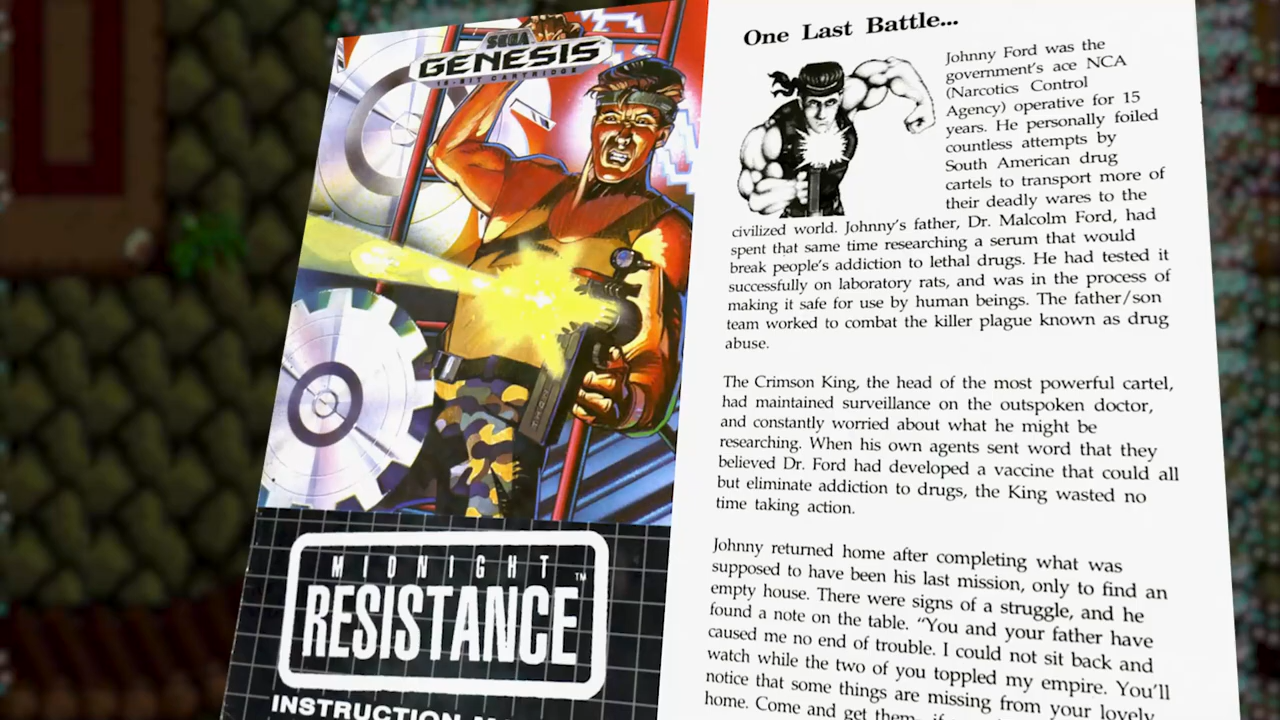 SEGA
GENESIS
16-BIT CARTRIDGE
MIDNIGHT
RESISTANCE™
INSTRUCTION
One Last Battle...
Johnny Ford was the
government's ace NCA
(Narcotics Control
Agency) operative for 15
years. He personally foiled
countless attempts by
South American drug
cartels to transport more of
their deadly wares to the
civilized world. Johnny's father, Dr. Malcolm Ford, had
spent that same time researching a serum that would
break people's addiction to lethal drugs. He had tested it
successfully on laboratory rats, and was in the process of
making it safe for use by human beings. The father/son
team worked to combat the killer plague known as drug
abuse.
The Crimson King, the head of the most powerful cartel,
had maintained surveillance on the outspoken doctor,
and constantly worried about what he might be
researching. When his own agents sent word that they
believed Dr. Ford had developed a vaccine that could all
but eliminate addiction to drugs, the King wasted no
time taking action.
Johnny returned home after completing what was
supposed to have been his last mission, only to find an
empty house. There were signs of a struggle, and he
found a note on the table. "You and your father have
caused me no end of trouble. I could not sit back and
watch while the two of you toppled my empire. You'll
notice that some things are missing from your lovely
home. Come and get them, if